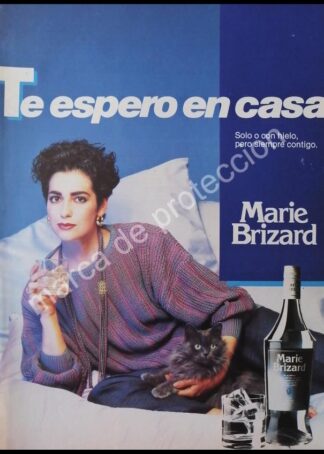 Te espero en casa
Solo o con hielo,
pero siempre contigo.
Marie
Brizard
marca de protección
Marie
Brizard